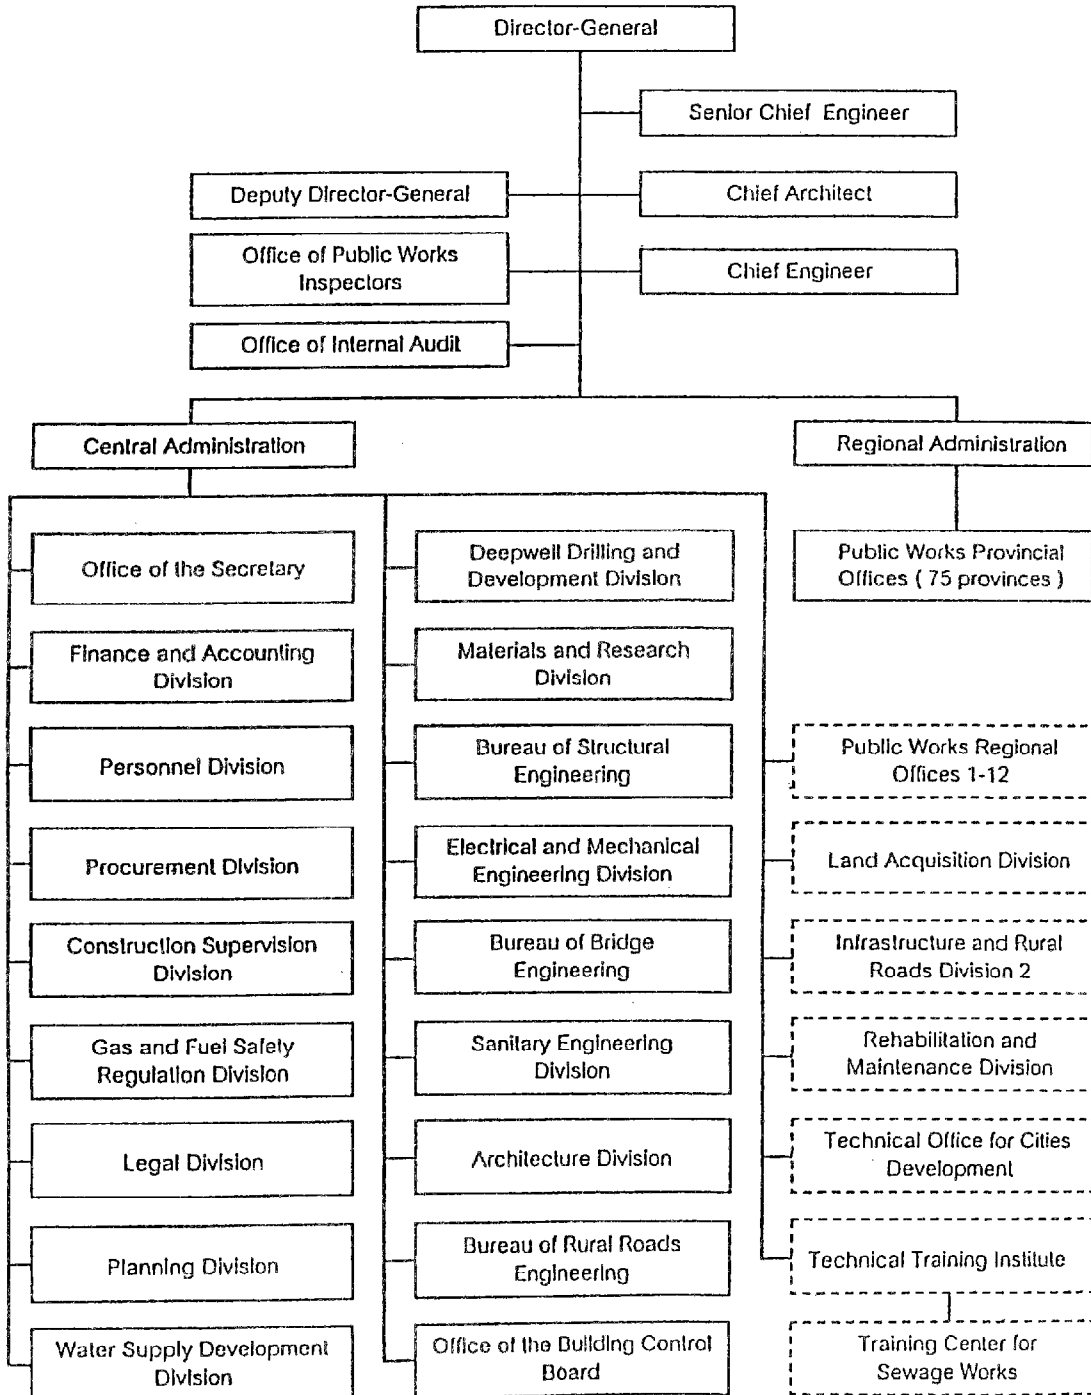 Director-General
Senior Chief Engineer
Deputy Director-General
Chief Architect
Office of Public Works
Inspectors
Chief Engineer
Office of Internal Audit
Central Administration
Regional Administration
Office of the Secretary
Finance and Accounting
Division
Personnel Division
Procurement Division
Construction Supervision
Division
Gas and Fuel Safety
Regulation Division
Legal Division
Planning Division
Water Supply Development
Division
Deepwell Drilling and
Development Division
Materials and Research
Division
Bureau of Structural
Engineering
Electrical and Mechanical
Engineering Division
Bureau of Bridge
Engineering
Sanitary Engineering
Division
Architecture Division
Bureau of Rural Roads
Engineering
Office of the Building Control
Board
Public Works Provincial
Offices ( 75 provinces )
Public Works Regional
Offices 1-12
Land Acquisition Division
Infrastructure and Rural
Roads Division 2
Rehabilitation and
Maintenance Division
Technical Office for Cities
Development
Technical Training Institute
Training Center for
Sewage Works